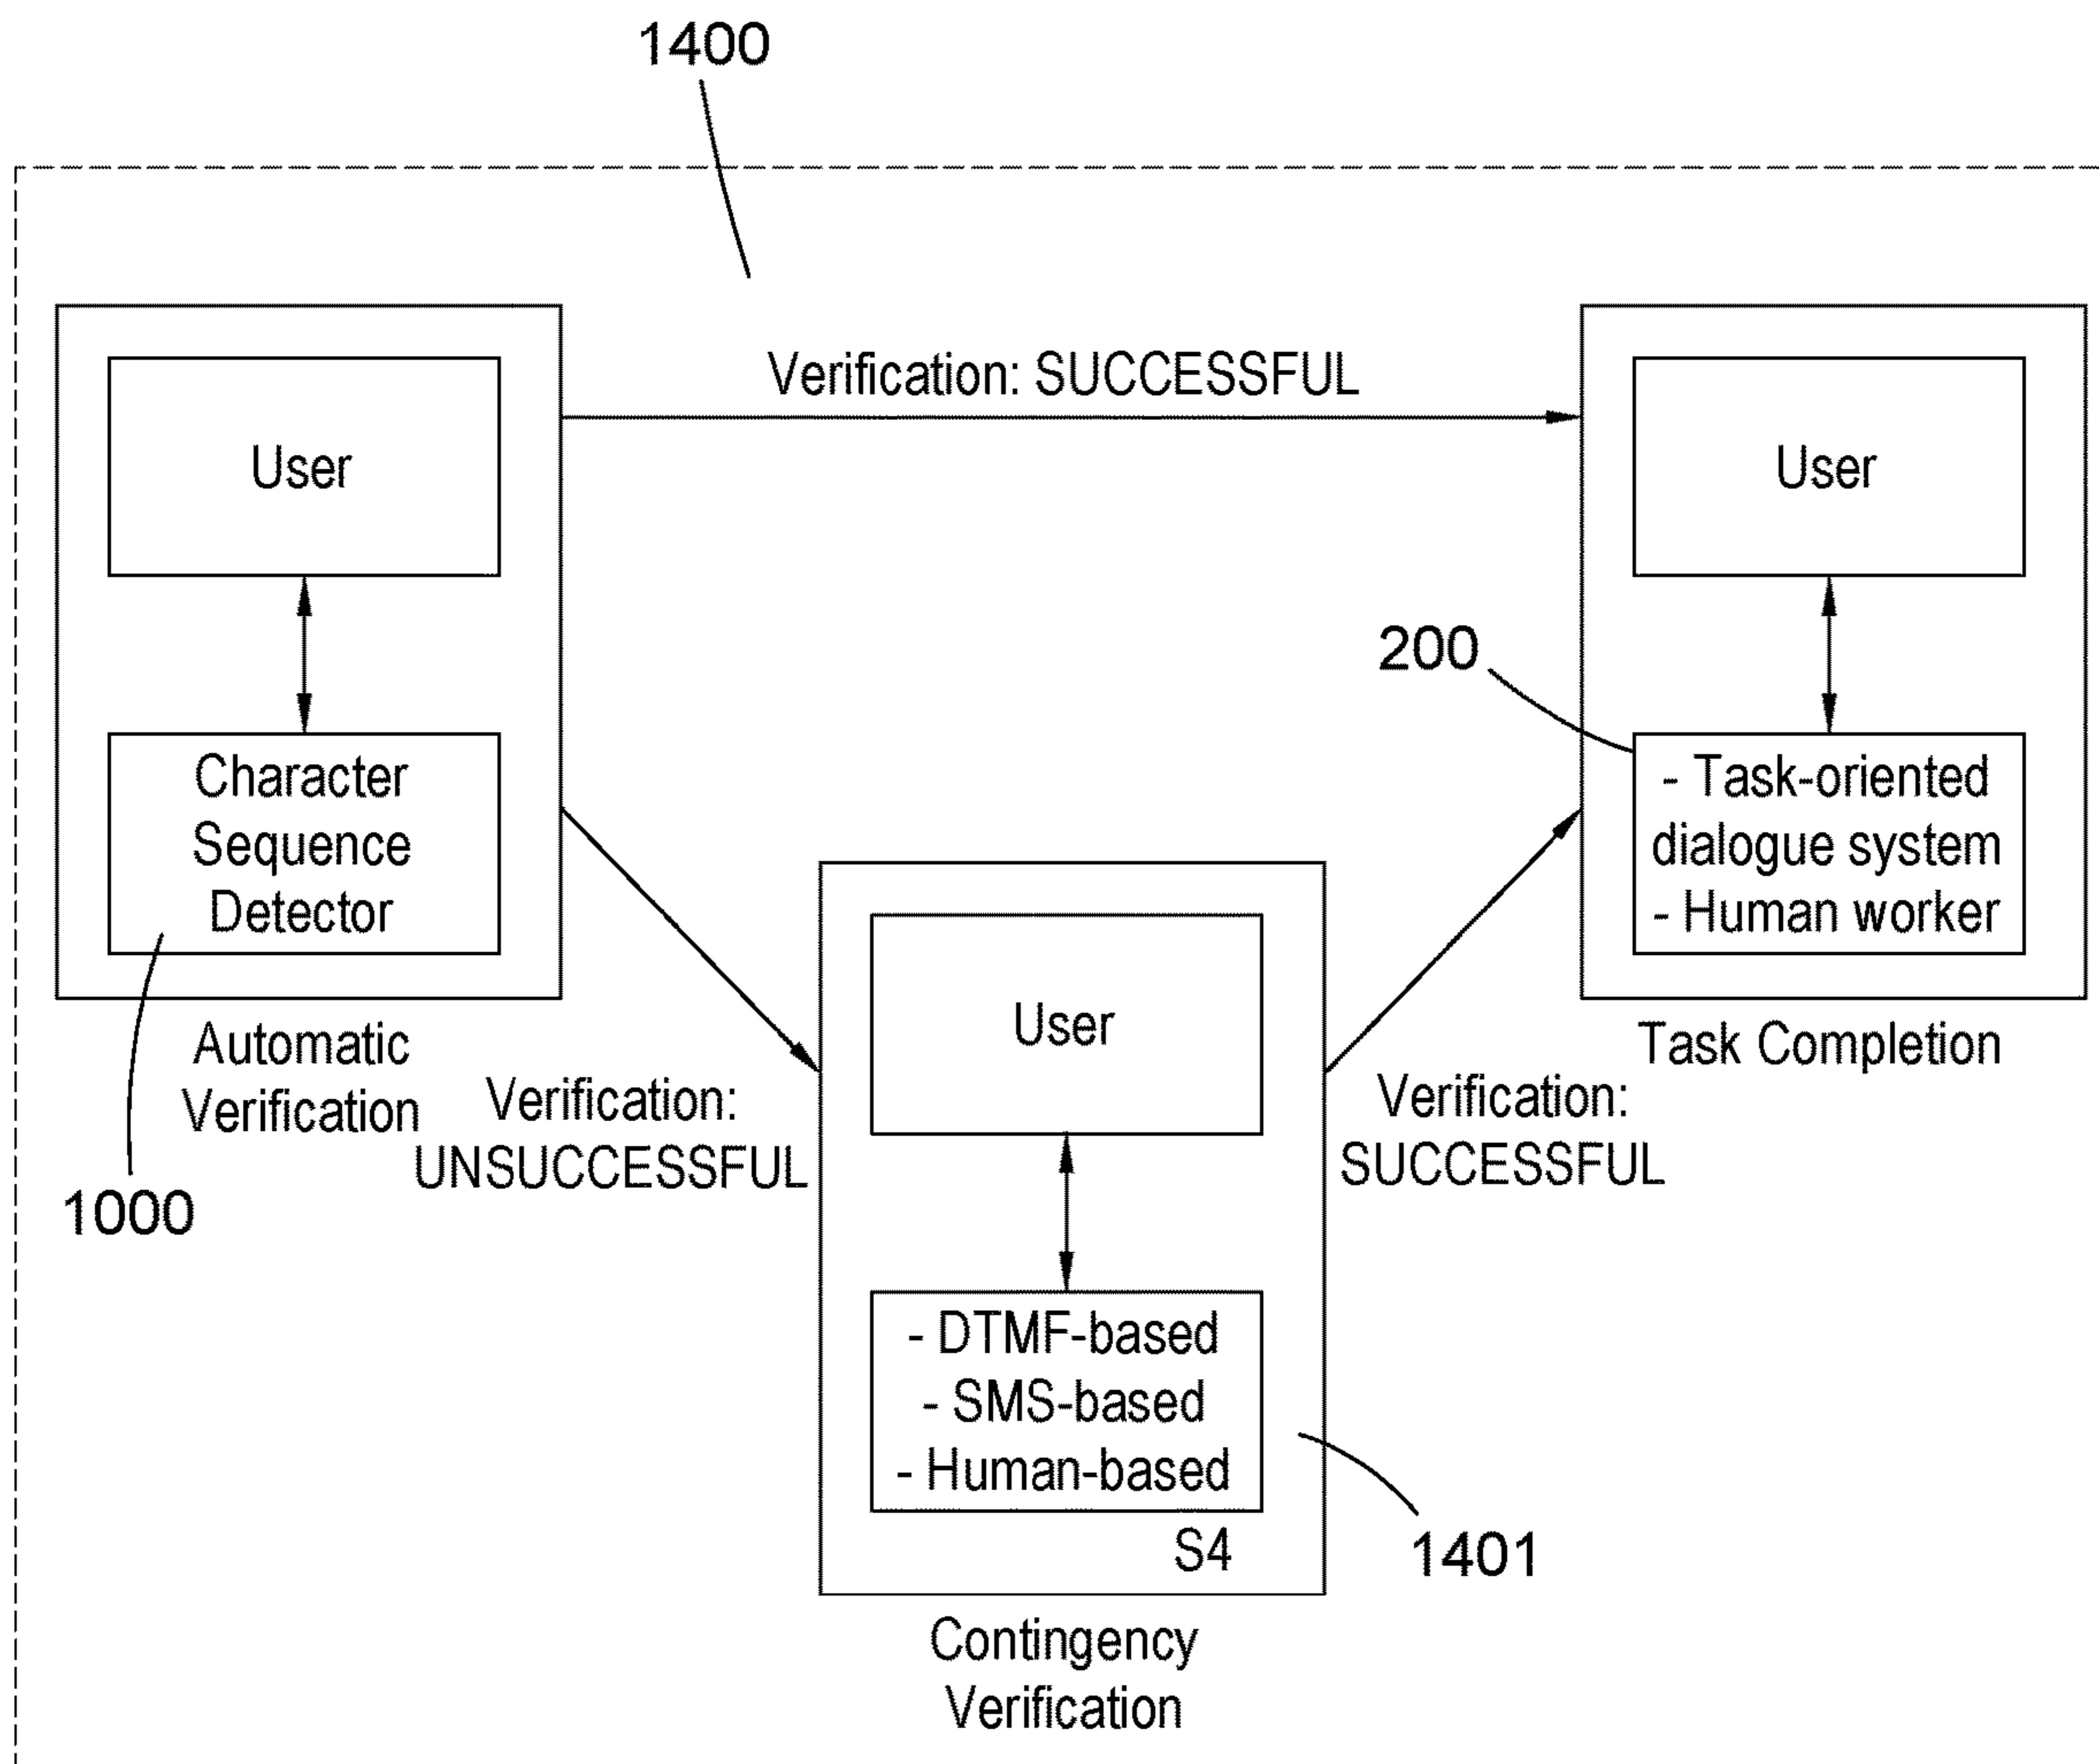 1400
Verification: SUCCESSFUL
User
User
200
Character
Sequence
Detector
- Task-oriented
dialogue system
- Human worker
User
Automatic
Verification
Task Completion
Verification:
UNSUCCESSFUL
Verification:
SUCCESSFUL
1000
- DTMF-based
- SMS-based
- Human-based
S4
1401
Contingency
Verification